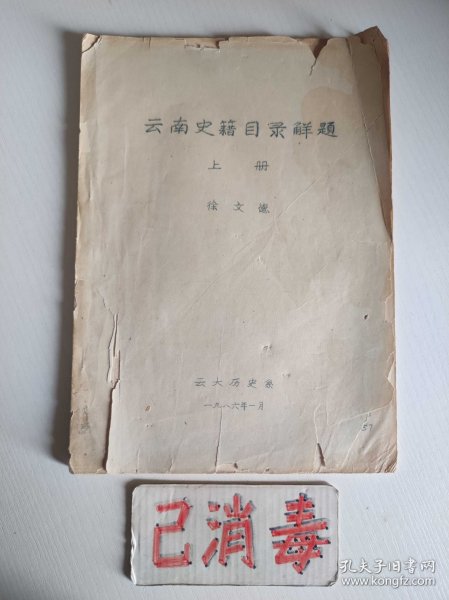 云南史籍目录解题
上册
徐文德
云大历史系
一九八六年一月
57
已消毒
孔夫子旧书网
www.kongfz.com